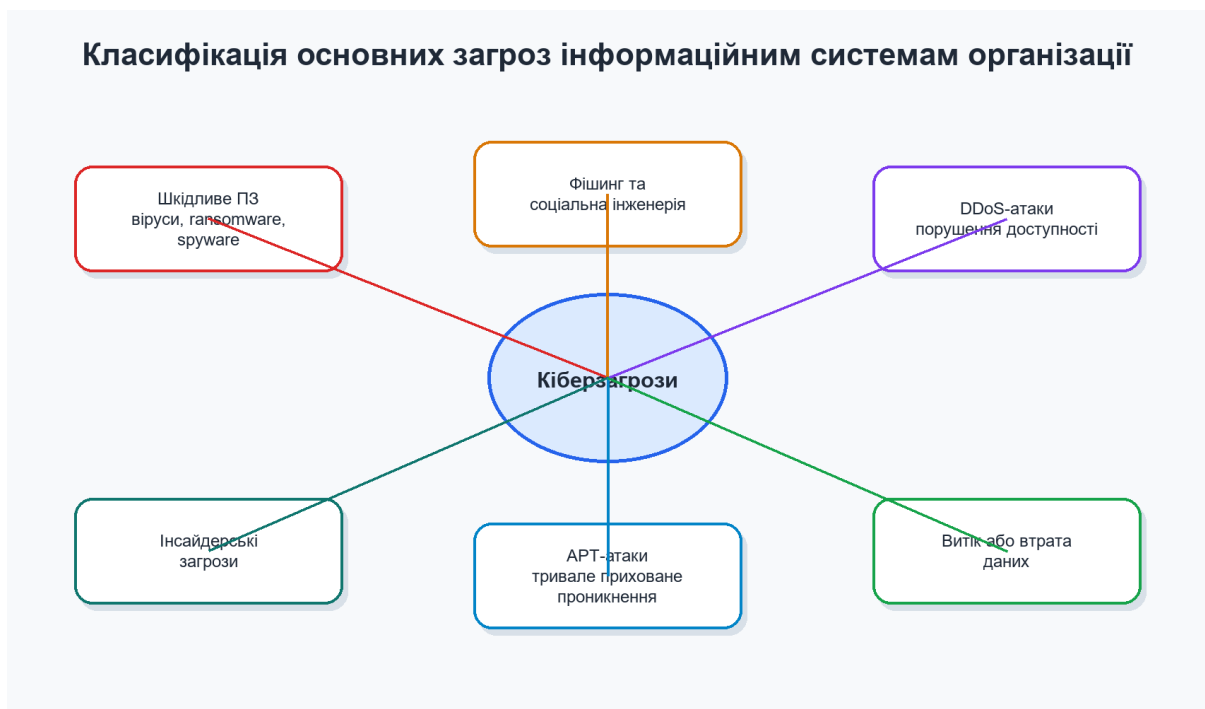 Класифікація основних загроз інформаційним системам організації
Шкідливе ПЗ
віруси, ransomware,
spyware
Фішинг та
соціальна інженерія
DDoS-атаки
порушення доступності
Кіберзагрози
Інсайдерські
загрози
APT-атаки
тривале приховане
проникнення
Витік або втрата
даних